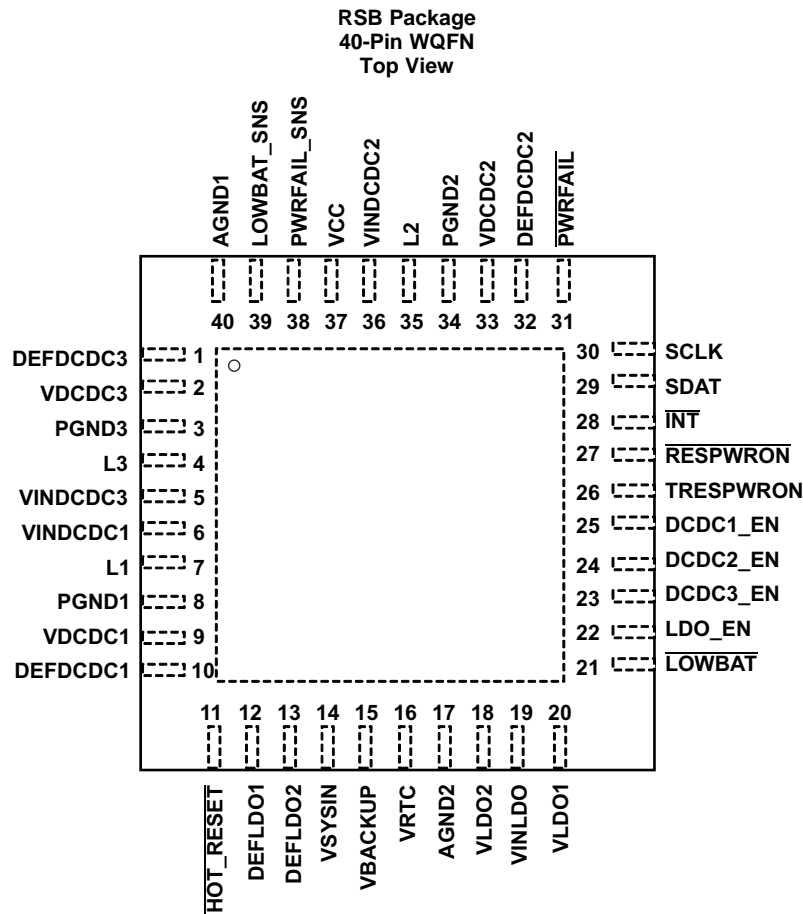 RSB Package
40-Pin WQFN
Top View
AGND1
LOWBAT_SNS
PWRFAIL_SNS
VCC
VINDCDC2
L2
PGND2
VDCDC2
DEFDCDC2
PWRFAIL
40 39 38 37 36 35 34 33 32 31
DEFDCDC3 1
VDCDC3 2
PGND3 3
L3 4
VINDCDC3 5
VINDCDC1 6
L1 7
PGND1 8
VDCDC1 9
DEFDCDC1 10
30 SCLK
29 SDAT
28 INT
27 RESPWRON
26 TRESPWRON
25 DCDC1_EN
24 DCDC2_EN
23 DCDC3_EN
22 LDO_EN
21 LOWBAT
11 12 13 14 15 16 17 18 19 20
HOT_RESET
DEFLDO1
DEFLDO2
VSYSIN
VBACKUP
VRTC
AGND2
VLDO2
VINLDO
VLDO1